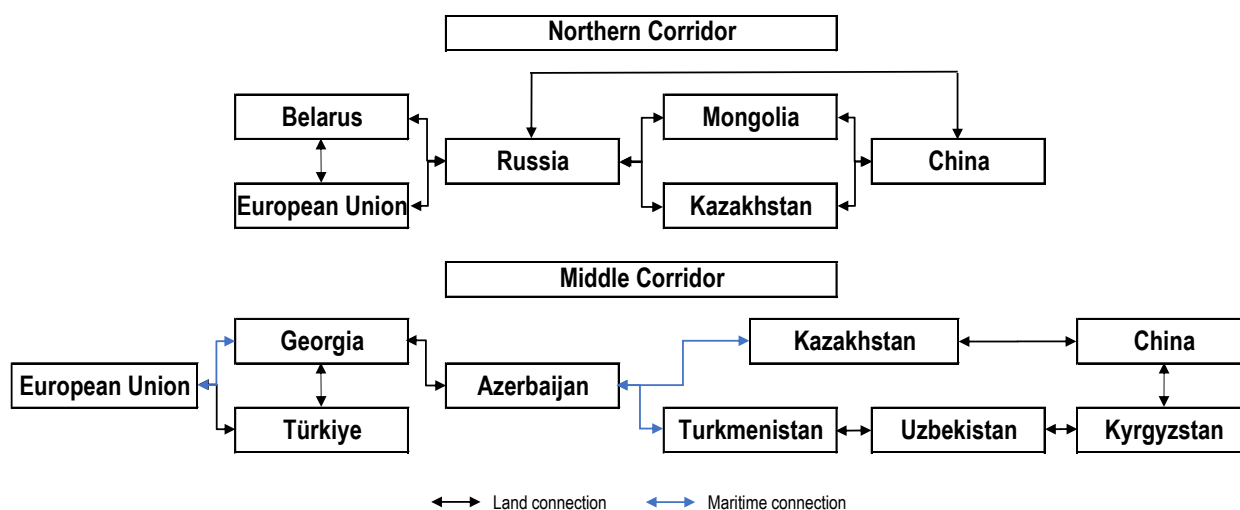 Northern Corridor
Belarus
Mongolia
Russia
China
European Union
Kazakhstan
Middle Corridor
Georgia
Kazakhstan
China
European Union
Azerbaijan
Türkiye
Turkmenistan
Uzbekistan
Kyrgyzstan
Land connection
Maritime connection